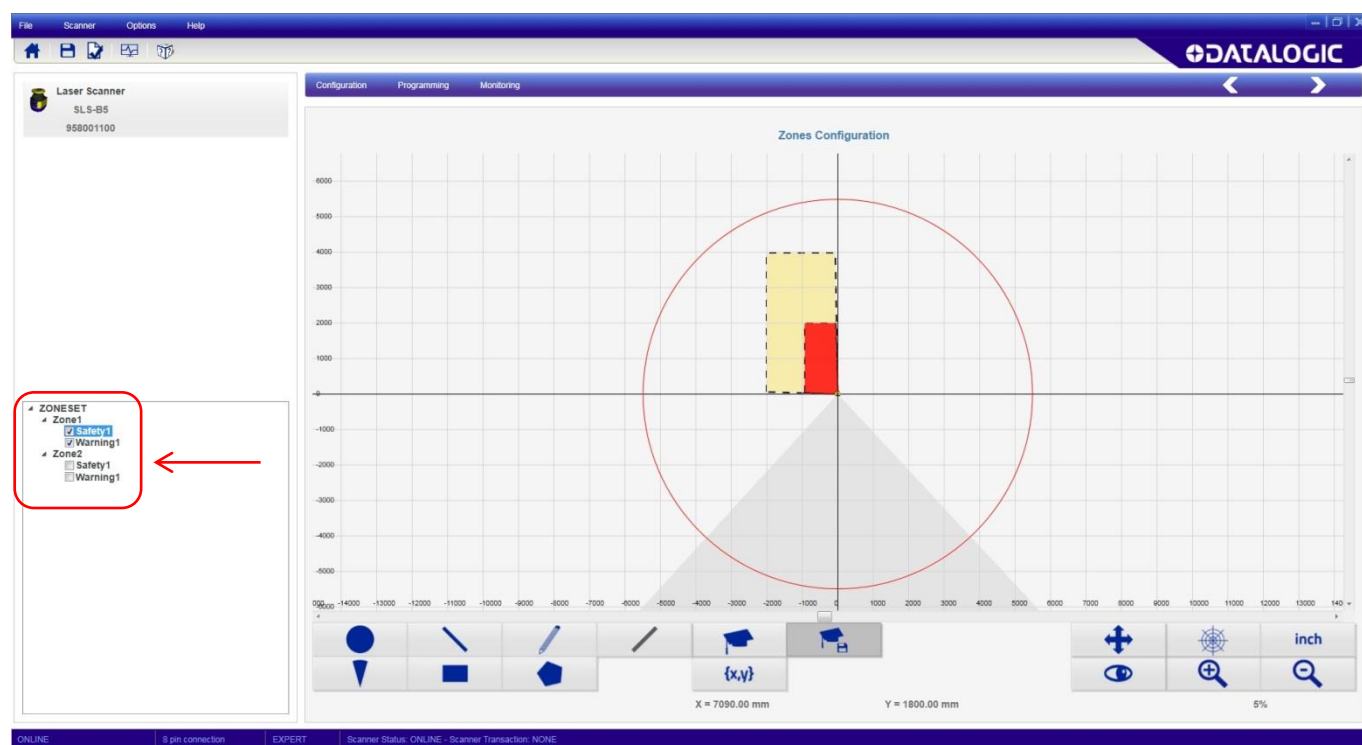 File Scanner Options Help
DATALOGIC
Laser Scanner
SLS-B5
958001100
Configuration Programming Monitoring
Zones Configuration
6000
5000
4000
3000
2000
1000
0
-1000
-2000
-3000
-4000
-5000
-14000 -13000 -12000 -11000 -10000 -9000 -8000 -7000 -6000 -5000 -4000 -3000 -2000 -1000 0 1000 2000 3000 4000 5000 6000 7000 8000 9000 10000 11000 12000 13000 140
ZONESET
Zone1
Safety1
Warning1
Zone2
Safety1
Warning1
inch
{x,y}
X = 7090.00 mm Y = 1800.00 mm 5%
ONLINE 8 pin connection EXPERT Scanner Status: ONLINE - Scanner Transaction: NONE